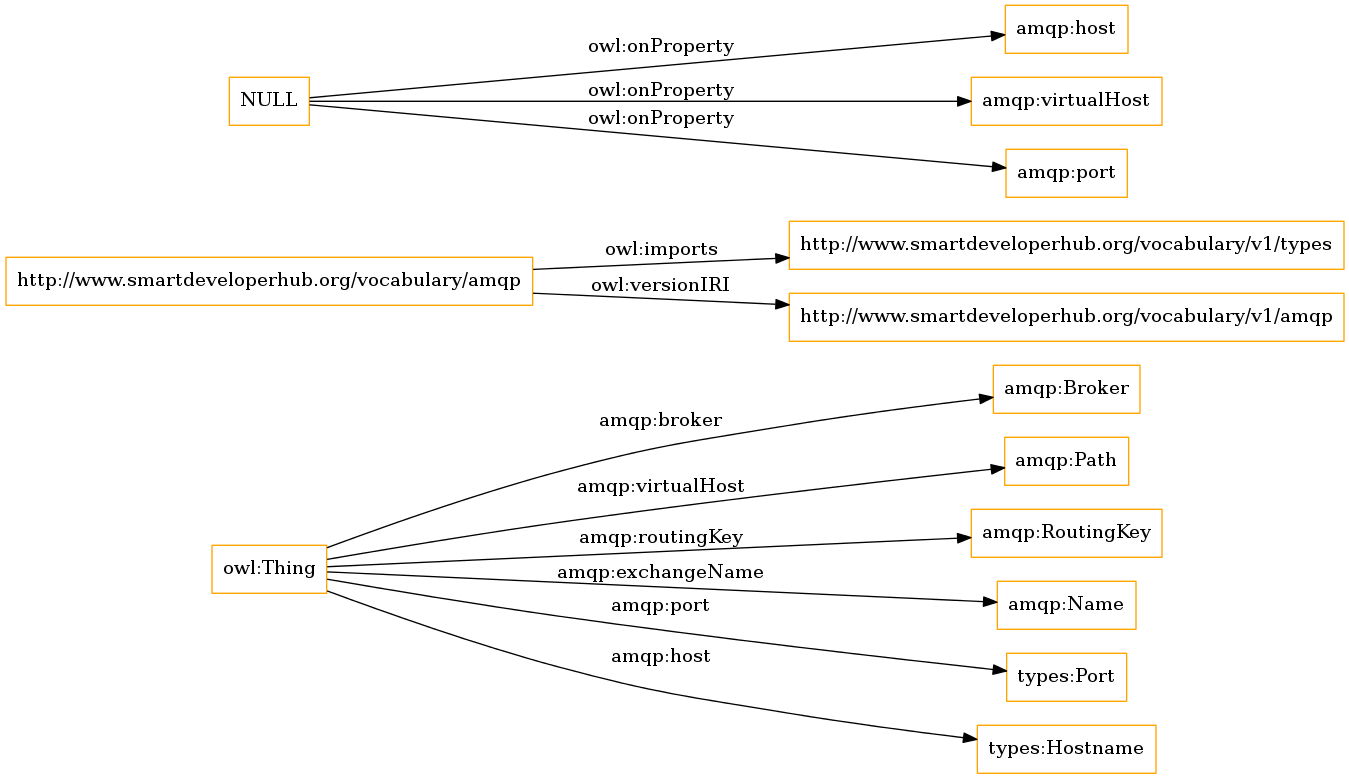 amqp:host
owl:onProperty
NULL
owl:onProperty
amqp:virtualHost
owl:onProperty
amqp:port
http://www.smartdeveloperhub.org/vocabulary/v1/types
owl:imports
http://www.smartdeveloperhub.org/vocabulary/amqp
owl:versionIRI
http://www.smartdeveloperhub.org/vocabulary/v1/amqp
amqp:Broker
amqp:broker
amqp:Path
amqp:virtualHost
amqp:RoutingKey
amqp:routingKey
owl:Thing
amqp:exchangeName
amqp:Name
amqp:port
types:Port
amqp:host
types:Hostname